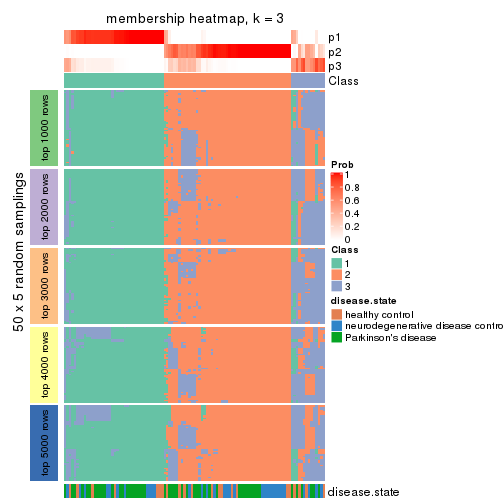 membership heatmap, k = 3
p1
p2
p3
Class
50 x 5 random samplings
top 1000 rows
top 2000 rows
top 3000 rows
top 4000 rows
top 5000 rows
disease.state
Prob
1
0.8
0.6
0.4
0.2
0
Class
1
2
3
disease.state
healthy control
neurodegenerative disease contro
Parkinson's disease